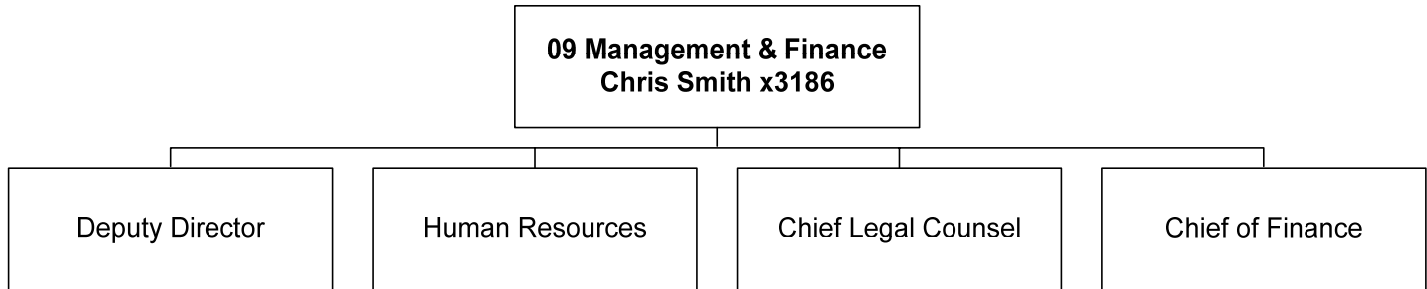 09 Management & Finance
Chris Smith x3186
Deputy Director
Human Resources
Chief Legal Counsel
Chief of Finance